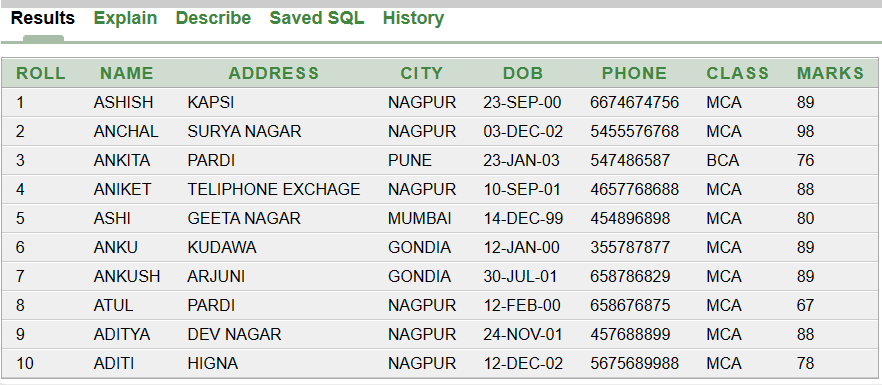 Results Explain Describe Saved SQL History
ROLL NAME ADDRESS CITY DOB PHONE CLASS MARKS
1 ASHISH KAPSI NAGPUR 23-SEP-00 6674674756 MCA 89
2 ANCHAL SURYA NAGAR NAGPUR 03-DEC-02 5455576768 MCA 98
3 ANKITA PARDI PUNE 23-JAN-03 547486587 BCA 76
4 ANIKET TELIPHONE EXCHAGE NAGPUR 10-SEP-01 4657768688 MCA 88
5 ASHI GEETA NAGAR MUMBAI 14-DEC-99 454896898 MCA 80
6 ANKU KUDAWA GONDIA 12-JAN-00 355787877 MCA 89
7 ANKUSH ARJUNI GONDIA 30-JUL-01 658786829 MCA 89
8 ATUL PARDI NAGPUR 12-FEB-00 658676875 MCA 67
9 ADITYA DEV NAGAR NAGPUR 24-NOV-01 457688899 MCA 88
10 ADITI HIGNA NAGPUR 12-DEC-02 5675689988 MCA 78